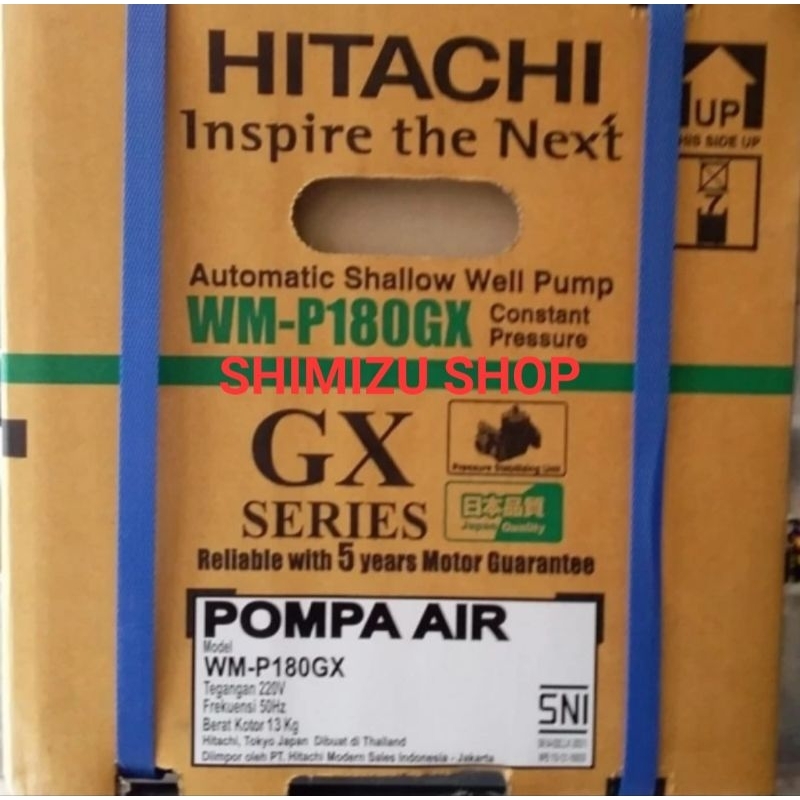 HITACHI
Inspire the Next
UP
THIS SIDE UP
7
Automatic Shallow Well Pump
WM-P180GX Constant Pressure
SHIMIZU SHOP
GX
SERIES
Pressure Stabilizing Unit
日本品質
Japan Quality
Reliable with 5 years Motor Guarantee
POMPA AIR
Model
WM-P180GX
Tegangan 220V
Frekuensi 50Hz
Berat Kotor 13 Kg
Hitachi, Tokyo Japan Dibuat di Thailand
Diimpor oleh PT. Hitachi Modern Sales Indonesia - Jakarta
SNI